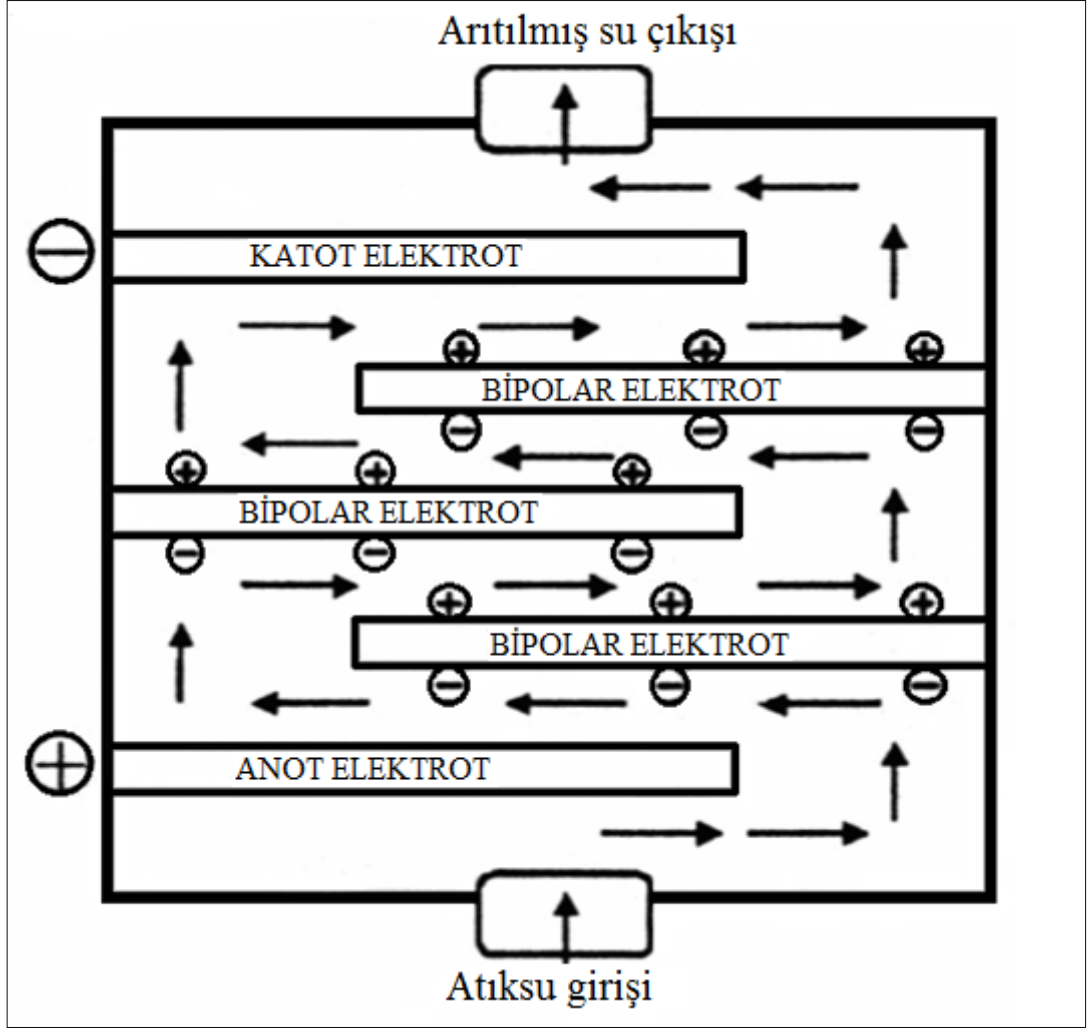 Arıtılmış su çıkışı
KATOT ELEKTROT
BİPOLAR ELEKTROT
BİPOLAR ELEKTROT
BİPOLAR ELEKTROT
ANOT ELEKTROT
Atıksu girişi